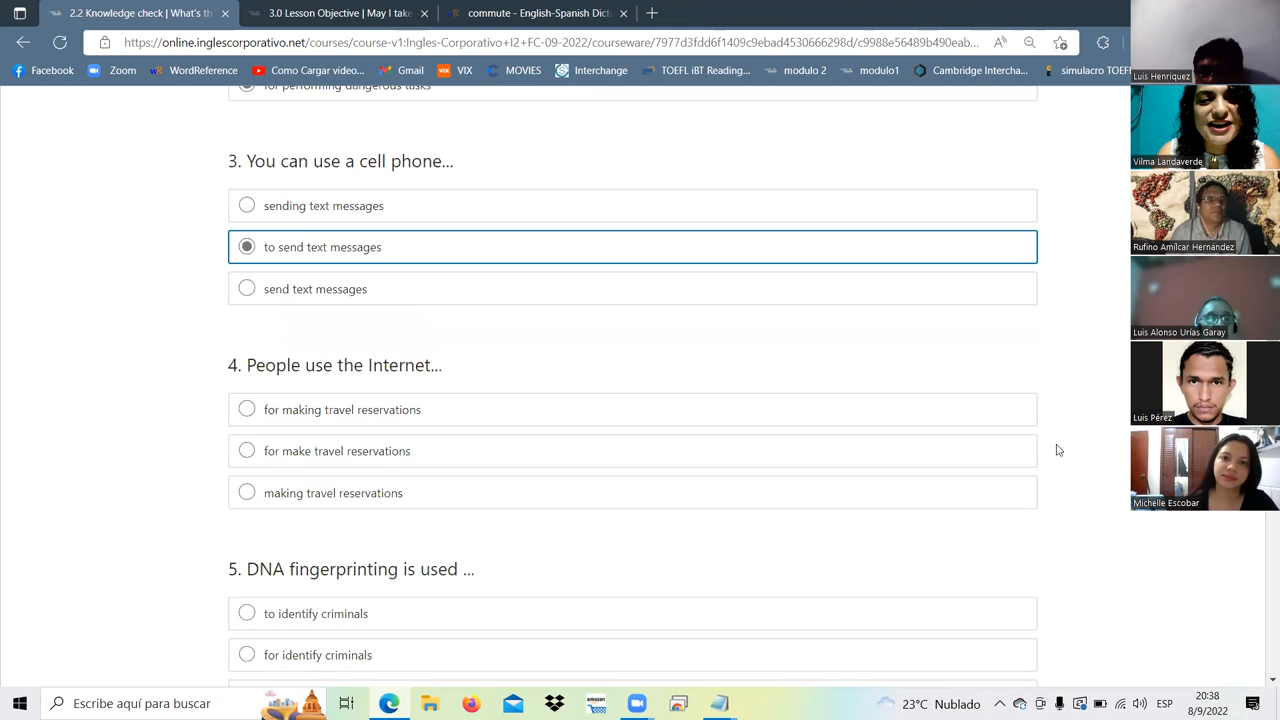 2.2 Knowledge check | What's th
3.0 Lesson Objective | May I take
commute - English-Spanish Dict
https://online.inglescorporativo.net/courses/course-v1:Ingles-Corporativo+I2+FC-09-2022/courseware/7977d3fdd6f1409c9ebad4530666298d/c9988e56489b490eab...
Facebook
Zoom
WordReference
Como Cargar video...
Gmail
VIX
MOVIES
Interchange
TOEFL iBT Reading...
modulo 2
modulo1
Cambridge Intercha...
simulacro TOEFL
Luis Henriquez
for performing dangerous tasks
3. You can use a cell phone...
sending text messages
to send text messages
send text messages
4. People use the Internet...
for making travel reservations
for make travel reservations
making travel reservations
5. DNA fingerprinting is used ...
to identify criminals
for identify criminals
Vilma Landaverde
Rufino Amilcar Hernández
Luis Alonso Urías Garay
Luis Pérez
Michelle Escobar
Escribe aquí para buscar
amazon
23°C Nublado
ESP
20:38
8/9/2022